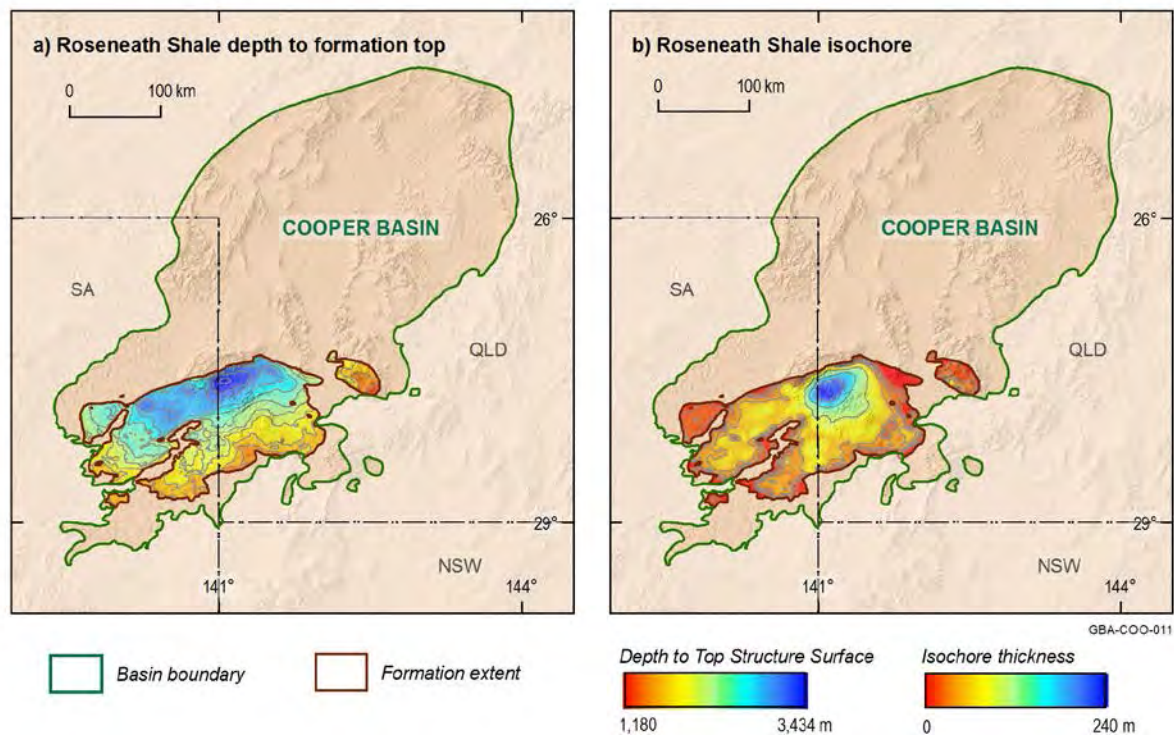 a) Roseneath Shale depth to formation top
0 100 km
COOPER BASIN
26°
SA
QLD
29°
NSW
141°
144°
b) Roseneath Shale isochore
0 100 km
COOPER BASIN
26°
SA
QLD
29°
NSW
141°
144°
GBA-COO-011
Basin boundary
Formation extent
Depth to Top Structure Surface
1,180 3,434 m
Isochore thickness
0 240 m